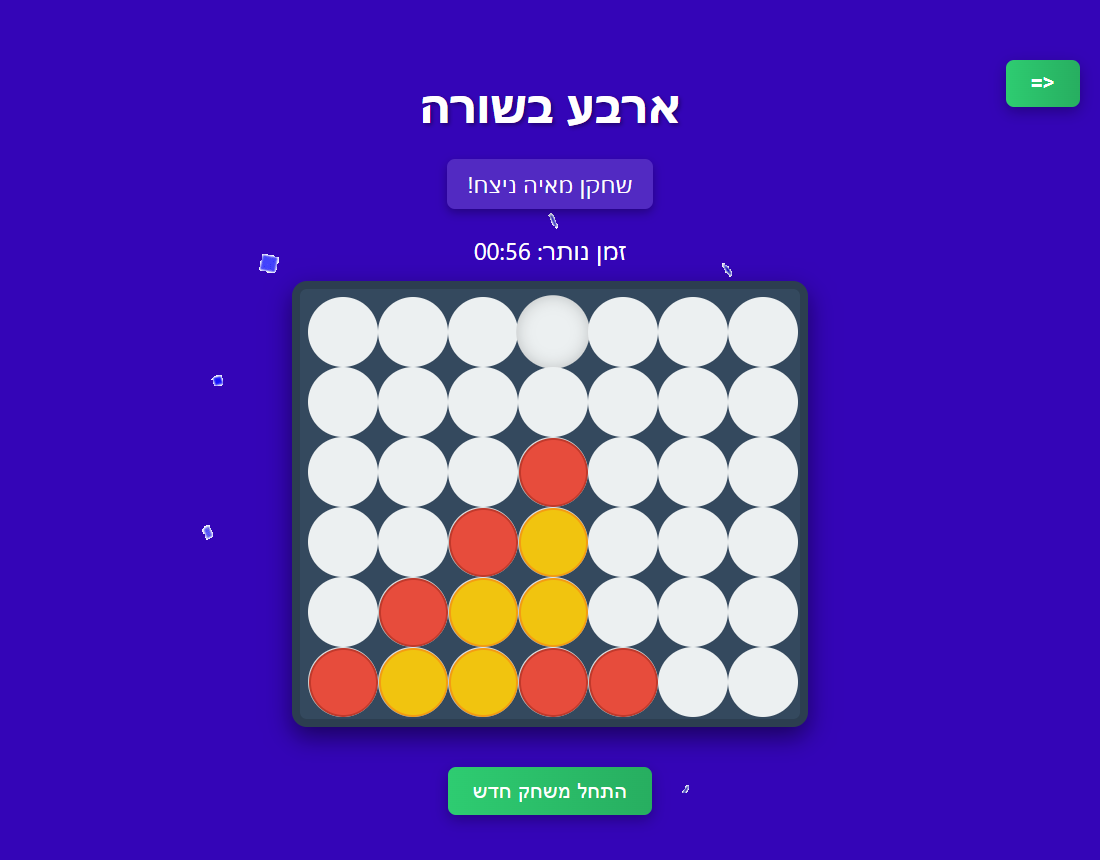 =>
ארבע בשורה
שחקן מאיה ניצח!
זמן נותר: 00:56
התחל משחק חדש